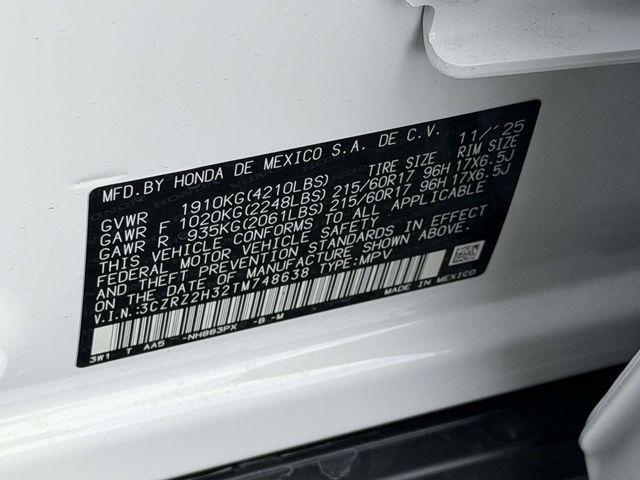 MFD.BY HONDA DE MEXICO S.A. DE C.V. 11/'25
TIRE SIZE RIM SIZE
GVWR 1910KG(4210LBS)
GAWR F 1020KG(2248LBS) 215/60R17 96H 17X6.5J
GAWR R 935KG(2061LBS) 215/60R17 96H 17X6.5J
THIS VEHICLE CONFORMS TO ALL APPLICABLE
FEDERAL MOTOR VEHICLE SAFETY
AND THEFT PREVENTION STANDARDS IN EFFECT
ON THE DATE OF MANUFACTURE SHOWN ABOVE.
V.I.N.:3CZRZ2H32TM748638 TYPE:MPV
MADE IN MEXICO
3W1 T AA5 -NH883PX -B -M